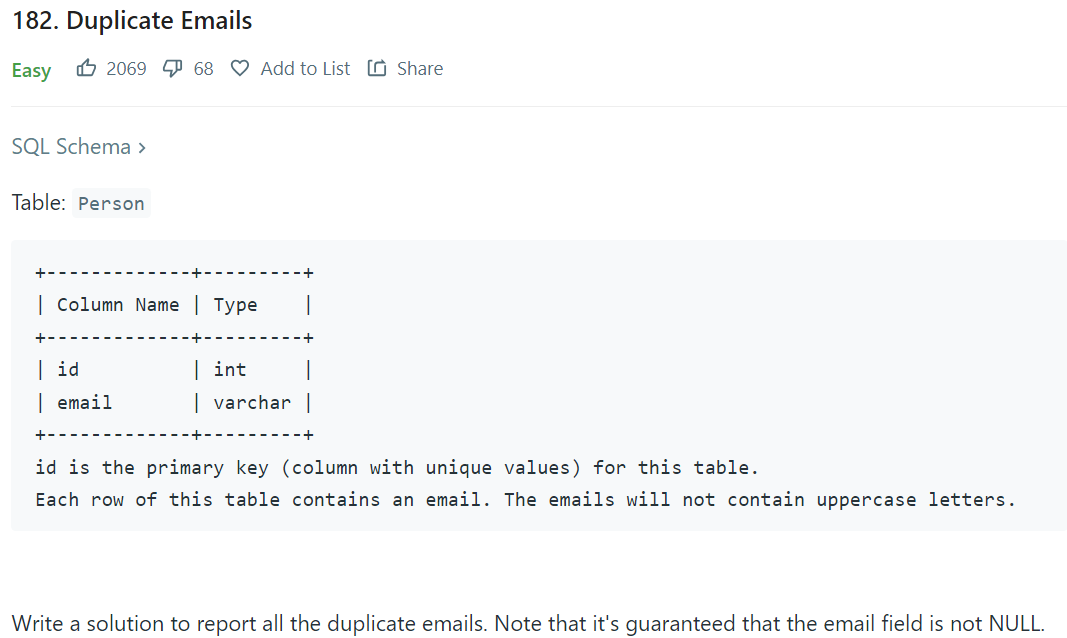 182. Duplicate Emails
Easy 2069 68 Add to List Share
SQL Schema ›
Table: Person
+-------------+---------+
| Column Name | Type    |
+-------------+---------+
| id          | int     |
| email       | varchar |
+-------------+---------+
id is the primary key (column with unique values) for this table.
Each row of this table contains an email. The emails will not contain uppercase letters.
Write a solution to report all the duplicate emails. Note that it's guaranteed that the email field is not NULL.